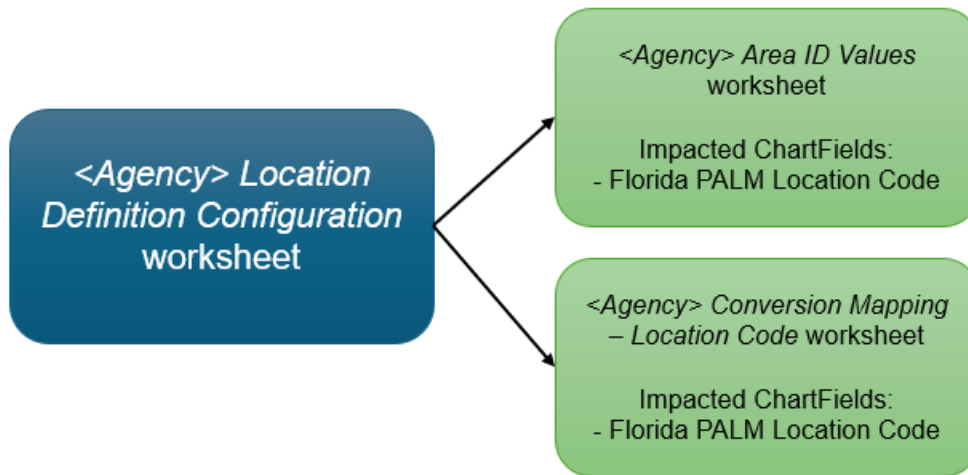 <Agency> Location
Definition Configuration
worksheet
<Agency> Area ID Values
worksheet
Impacted ChartFields:
- Florida PALM Location Code
<Agency> Conversion Mapping
– Location Code worksheet
Impacted ChartFields:
- Florida PALM Location Code